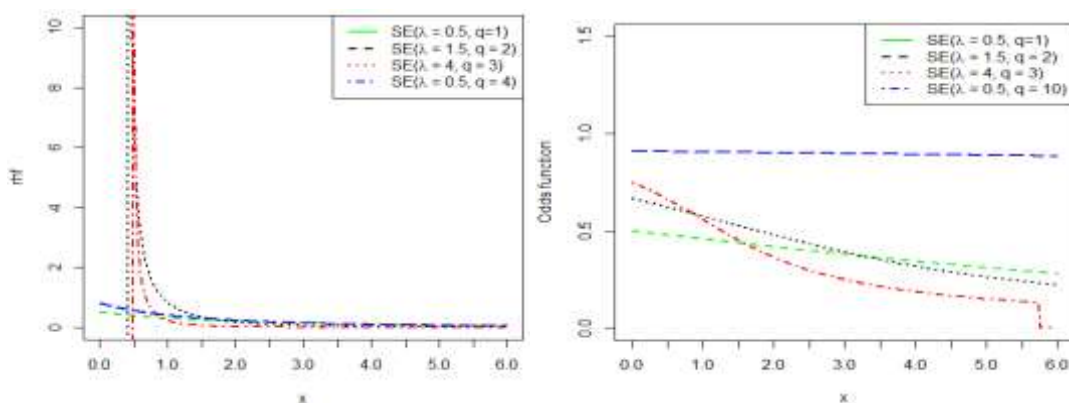 rhf
10
8
6
4
2
0
0.0 1.0 2.0 3.0 4.0 5.0 6.0
x
SE(λ = 0.5, q=1)
SE(λ = 1.5, q = 2)
SE(λ = 4, q = 3)
SE(λ = 0.5, q = 4)
Odds function
1.5
1.0
0.5
0.0
0.0 1.0 2.0 3.0 4.0 5.0 6.0
x
SE(λ = 0.5, q=1)
SE(λ = 1.5, q = 2)
SE(λ = 4, q = 3)
SE(λ = 0.5, q = 10)